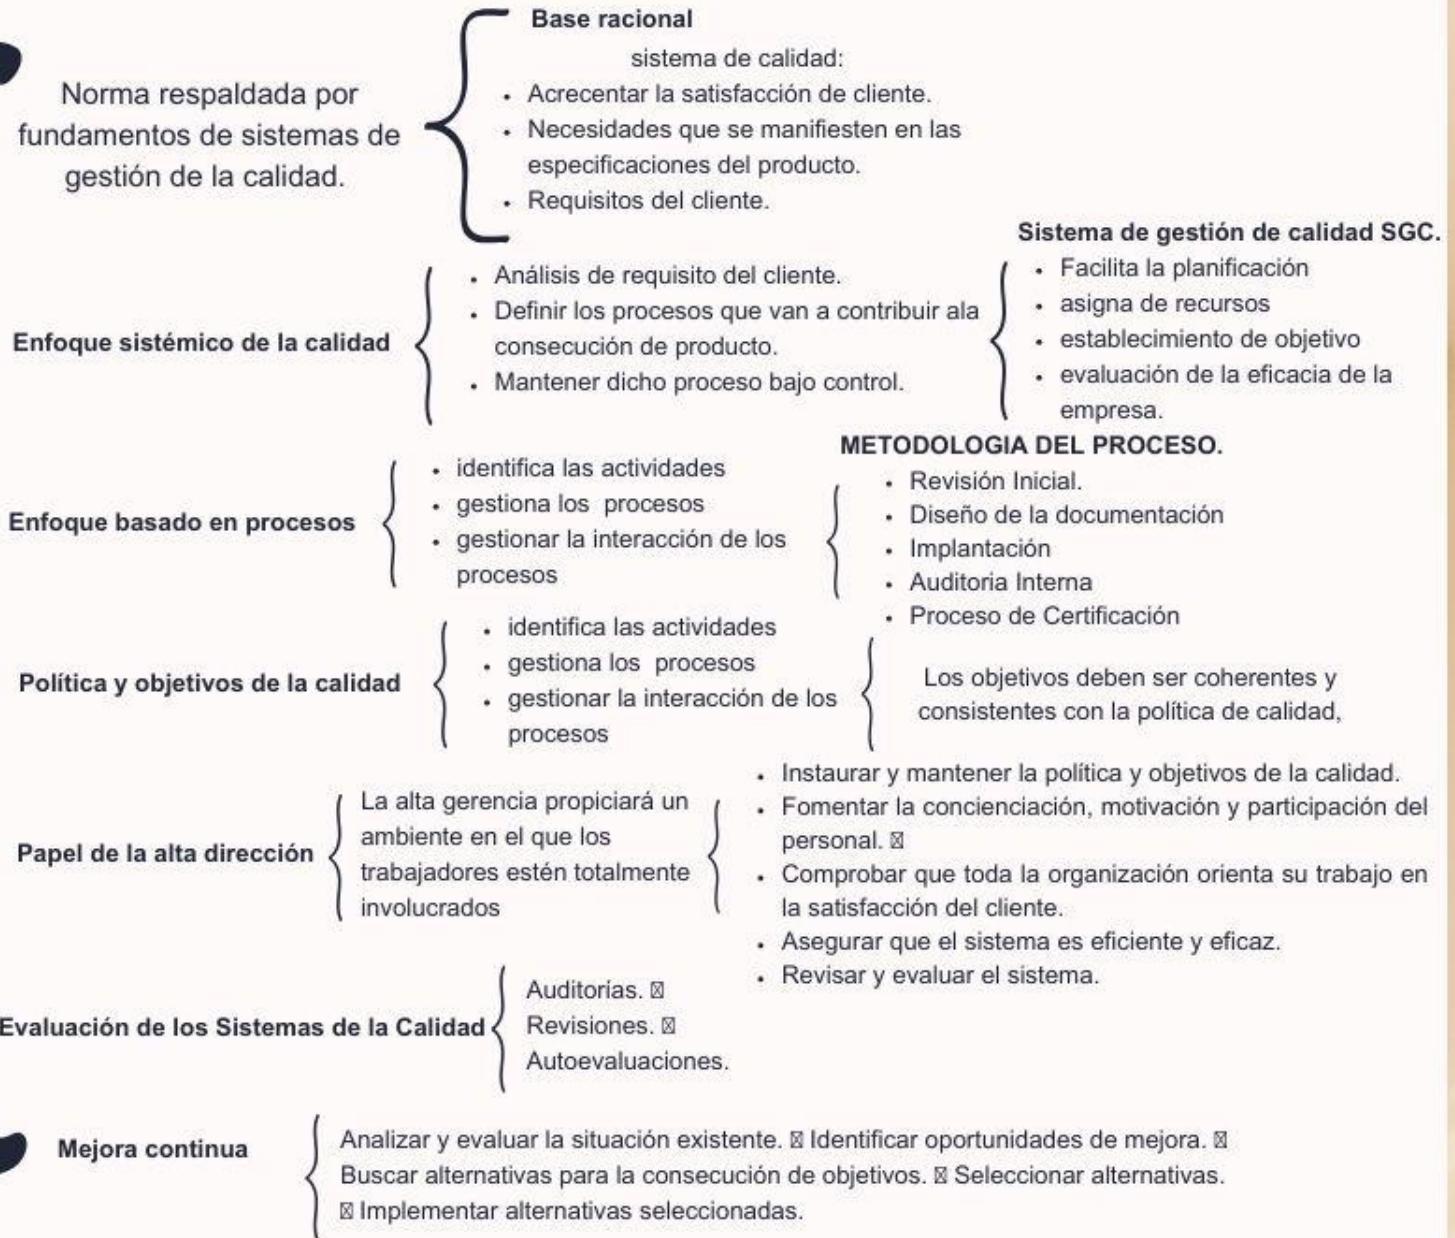 Norma respaldada por
fundamentos de sistemas de
gestión de la calidad.
Base racional
sistema de calidad:
• Acrecentar la satisfacción de cliente.
• Necesidades que se manifiesten en las
especificaciones del producto.
• Requisitos del cliente.
Enfoque sistémico de la calidad
• Análisis de requisito del cliente.
• Definir los procesos que van a contribuir ala
consecución de producto.
• Mantener dicho proceso bajo control.
Sistema de gestión de calidad SGC.
• Facilita la planificación
• asigna de recursos
• establecimiento de objetivo
• evaluación de la eficacia de la
empresa.
Enfoque basado en procesos
• identifica las actividades
• gestiona los  procesos
• gestionar la interacción de los
procesos
METODOLOGIA DEL PROCESO.
• Revisión Inicial.
• Diseño de la documentación
• Implantación
• Auditoria Interna
• Proceso de Certificación
Política y objetivos de la calidad
• identifica las actividades
• gestiona los  procesos
• gestionar la interacción de los
procesos
Los objetivos deben ser coherentes y
consistentes con la política de calidad,
Papel de la alta dirección
La alta gerencia propiciará un
ambiente en el que los
trabajadores estén totalmente
involucrados
• Instaurar y mantener la política y objetivos de la calidad.
• Fomentar la concienciación, motivación y participación del
personal. 
• Comprobar que toda la organización orienta su trabajo en
la satisfacción del cliente.
• Asegurar que el sistema es eficiente y eficaz.
• Revisar y evaluar el sistema.
Evaluación de los Sistemas de la Calidad
Auditorías. 
Revisiones. 
Autoevaluaciones.
Mejora continua
Analizar y evaluar la situación existente.  Identificar oportunidades de mejora. 
Buscar alternativas para la consecución de objetivos.  Seleccionar alternativas.
 Implementar alternativas seleccionadas.